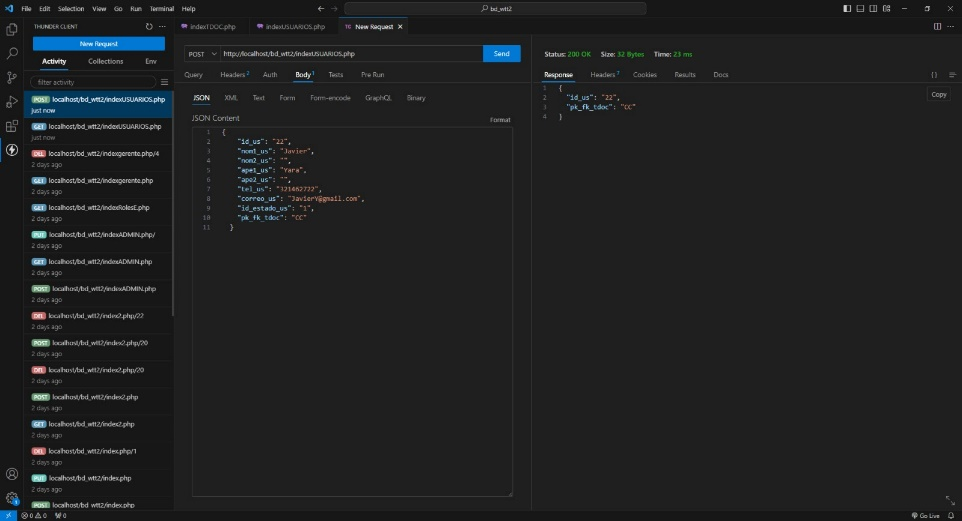 File Edit Selection View Go Run Terminal Help
bd_wtt2
THUNDER CLIENT
New Request
Activity Collections Env
filter activity
POST localhost/bd_wtt2/indexUSUARIOS.php
just now
GET localhost/bd_wtt2/indexUSUARIOS.php
just now
DEL localhost/bd_wtt2/indexgerente.php/4
2 days ago
GET localhost/bd_wtt2/indexgerente.php
2 days ago
GET localhost/bd_wtt2/indexRolesE.php
2 days ago
PUT localhost/bd_wtt2/indexADMIN.php/
2 days ago
GET localhost/bd_wtt2/indexADMIN.php
2 days ago
POST localhost/bd_wtt2/indexADMIN.php
2 days ago
DEL localhost/bd_wtt2/index2.php/22
2 days ago
POST localhost/bd_wtt2/index2.php/20
2 days ago
DEL localhost/bd_wtt2/index2.php/20
2 days ago
POST localhost/bd_wtt2/index2.php
2 days ago
GET localhost/bd_wtt2/index2.php
2 days ago
DEL localhost/bd_wtt2/index.php/1
2 days ago
PUT localhost/bd_wtt2/index.php
2 days ago
POST localhost/bd_wtt2/index.php
indexTDOC.php indexUSUARIOS.php TC New Request
POST http://localhost/bd_wtt2/indexUSUARIOS.php Send
Query Headers 2 Auth Body 1 Tests Pre Run
JSON XML Text Form Form-encode GraphQL Binary
JSON Content Format
1 {
2 "id_us": "22",
3 "nom1_us": "Javier",
4 "nom2_us": "",
5 "ape1_us": "Yara",
6 "ape2_us": "",
7 "tel_us": "321462722",
8 "correo_us": "JavierY@gmail.com",
9 "id_estado_us": "1",
10 "pk_fk_tdoc": "CC"
11 }
Status: 200 OK Size: 32 Bytes Time: 23 ms
Response Headers 7 Cookies Results Docs
1 {
2 "id_us": "22",
3 "pk_fk_tdoc": "CC"
4 }
Copy
0 0 0 Go Live